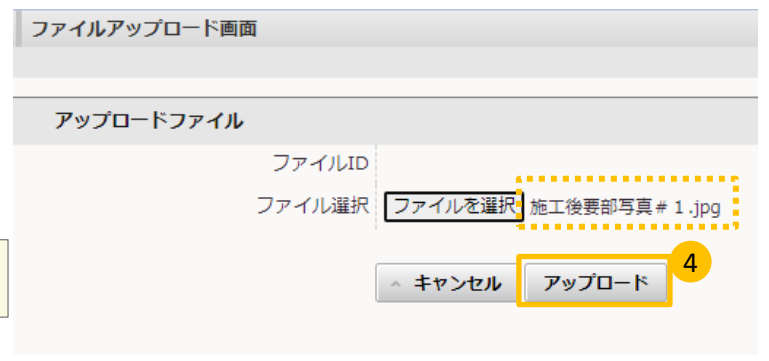 ファイルアップロード画面
アップロードファイル
ファイルID
ファイル選択 ファイルを選択 施工後要部写真#1.jpg
キャンセル アップロード 4